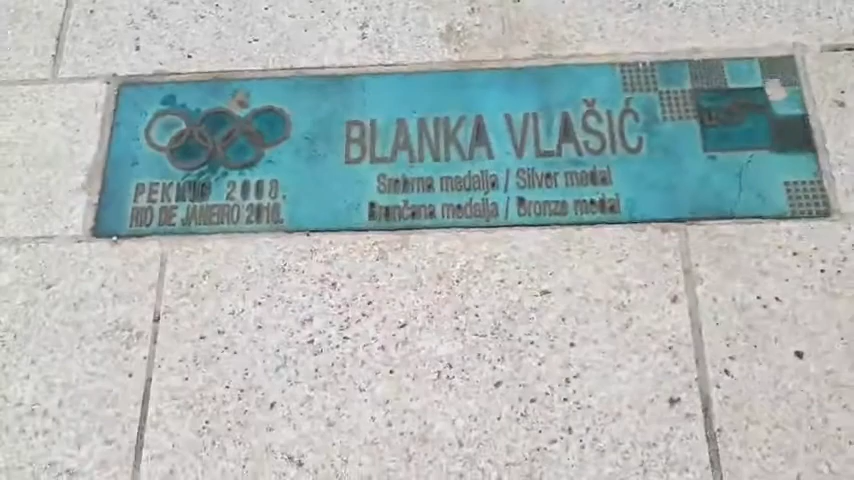 BLANKA VLAŠIĆ
PEKING 2008.
Srebrna medalja / Silver medal
RIO DE JANEIRO 2016.
Brončana medalja / Bronze medal